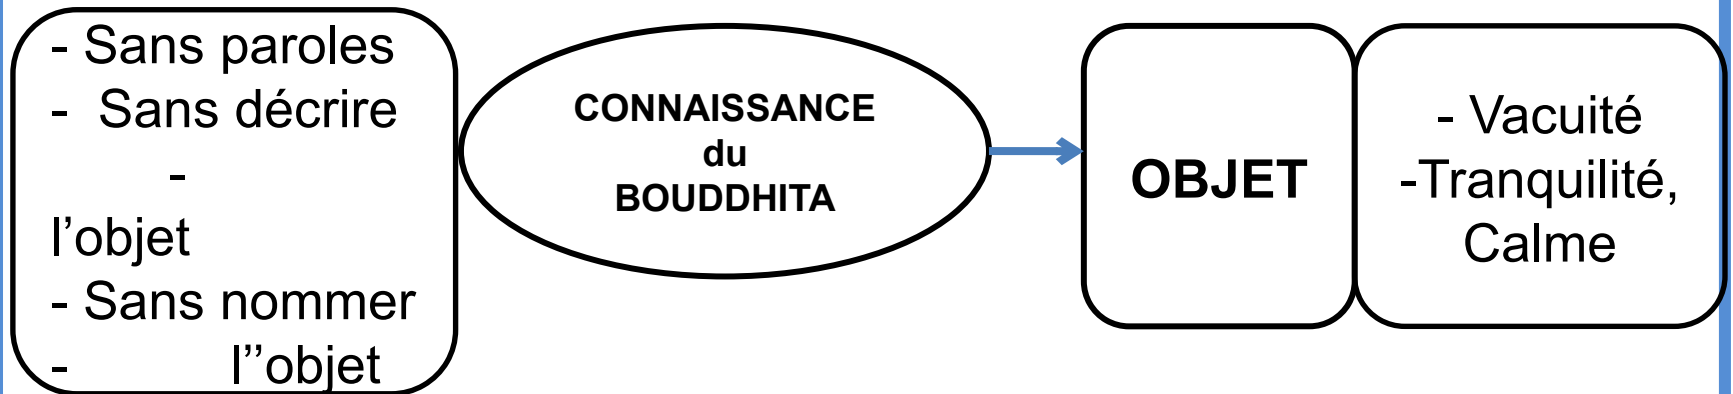 - Sans paroles
- Sans décrire
-
l’objet
- Sans nommer
- l’’objet
CONNAISSANCE
du
BOUDDHITA
OBJET
- Vacuité
-Tranquilité,
Calme